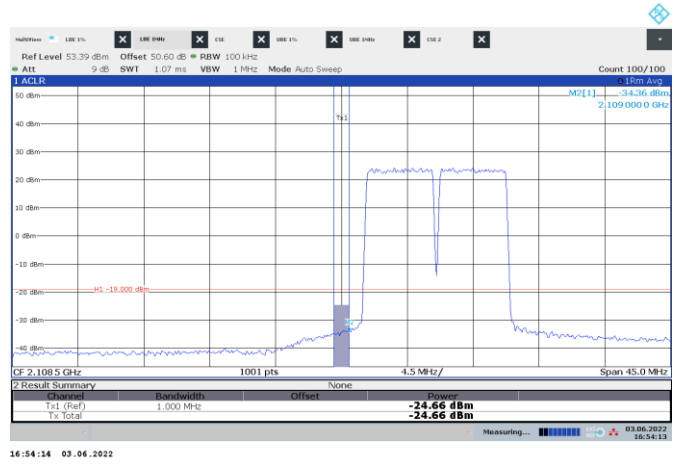 MultiView LBE 1% LBE 1MHz CSE UBE 1% UBE 1MHz CSE 2
Ref Level 53.39 dBm Offset 50.60 dB RBW 100 kHz
Att 9 dB SWT 1.07 ms VBW 1 MHz Mode Auto Sweep Count 100/100
1 ACLR 1Rm Avg
50 dBm M2[1] -34.36 dBm
2.109 000 0 GHz
Tx1
40 dBm
30 dBm
20 dBm
10 dBm
0 dBm
-10 dBm
H1 -19.000 dBm
-20 dBm
-30 dBm
-40 dBm
CF 2.1085 GHz 1001 pts 4.5 MHz/ Span 45.0 MHz
2 Result Summary None
Channel Bandwidth Offset Power
Tx1 (Ref) 1.000 MHz -24.66 dBm
Tx Total -24.66 dBm
Measuring... 03.06.2022
16:54:13
16:54:14 03.06.2022